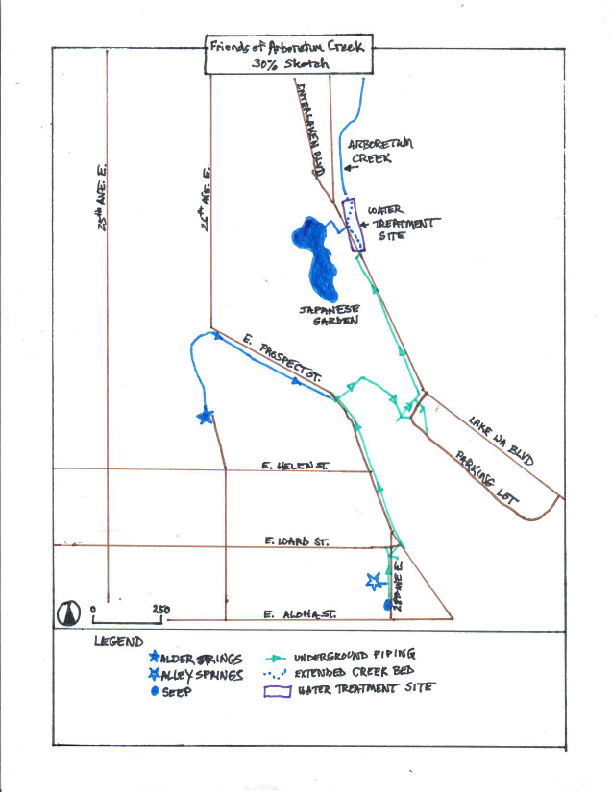 Friends of Arboretum Creek
30% Sketch
INTERLAKEN BLVD
ARBORETUM
CREEK
25th AVE. E.
26th AVE. E.
WATER
TREATMENT
SITE
JAPANESE
GARDEN
E. PROSPECT ST.
LAKE WA BLVD
PARKING LOT
E. HELEN ST.
E. WARD ST.
28th AVE E.
0 250
E. ALOHA ST.
LEGEND
ALDER SPRINGS
ALLEY SPRINGS
SEEP
UNDERGROUND PIPING
EXTENDED CREEK BED
WATER TREATMENT SITE